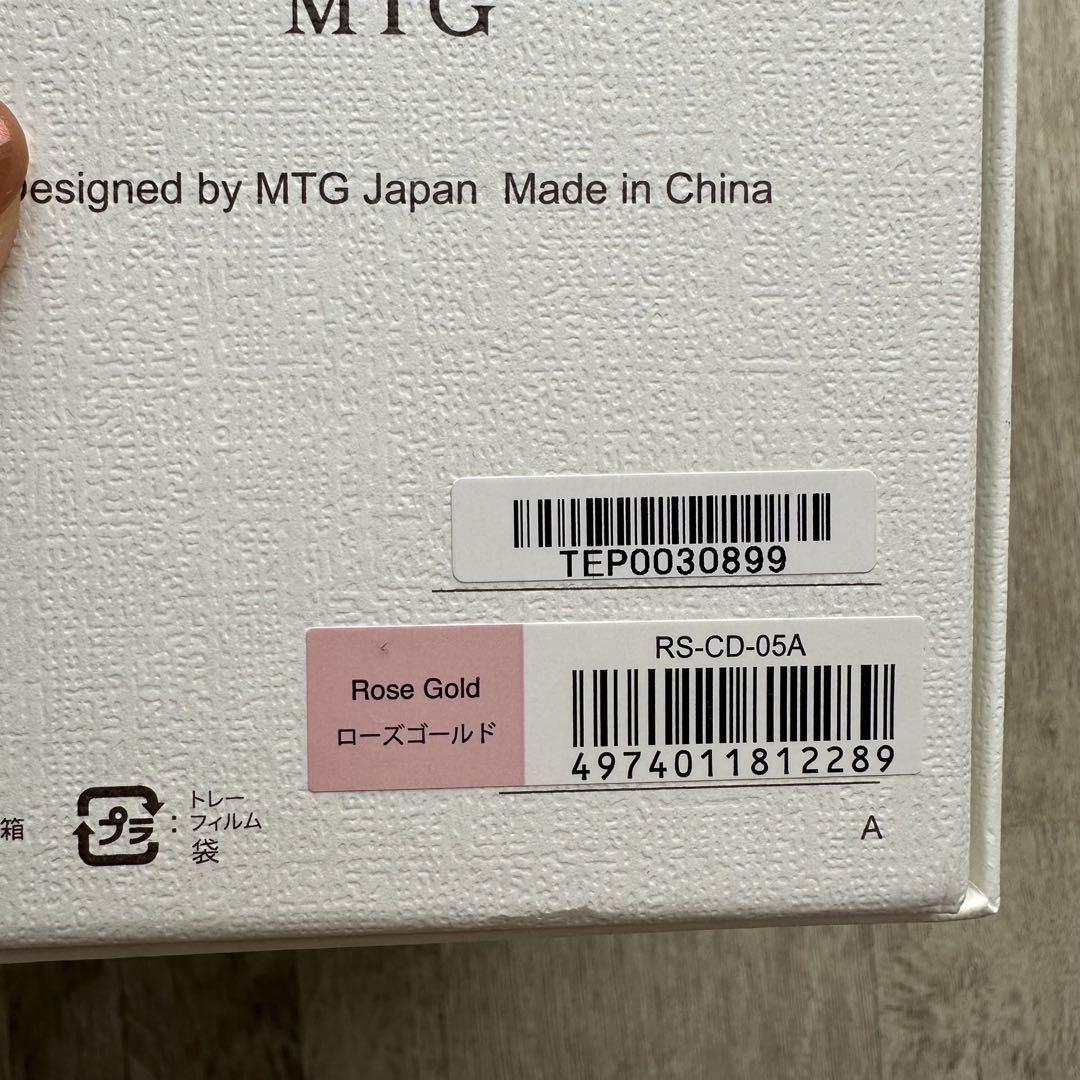 MTG
Designed by MTG Japan Made in China
TEP0030899
RS-CD-05A
Rose Gold
ローズゴールド
4974011812289
箱
プラ
:
トレー
フィルム
袋
A